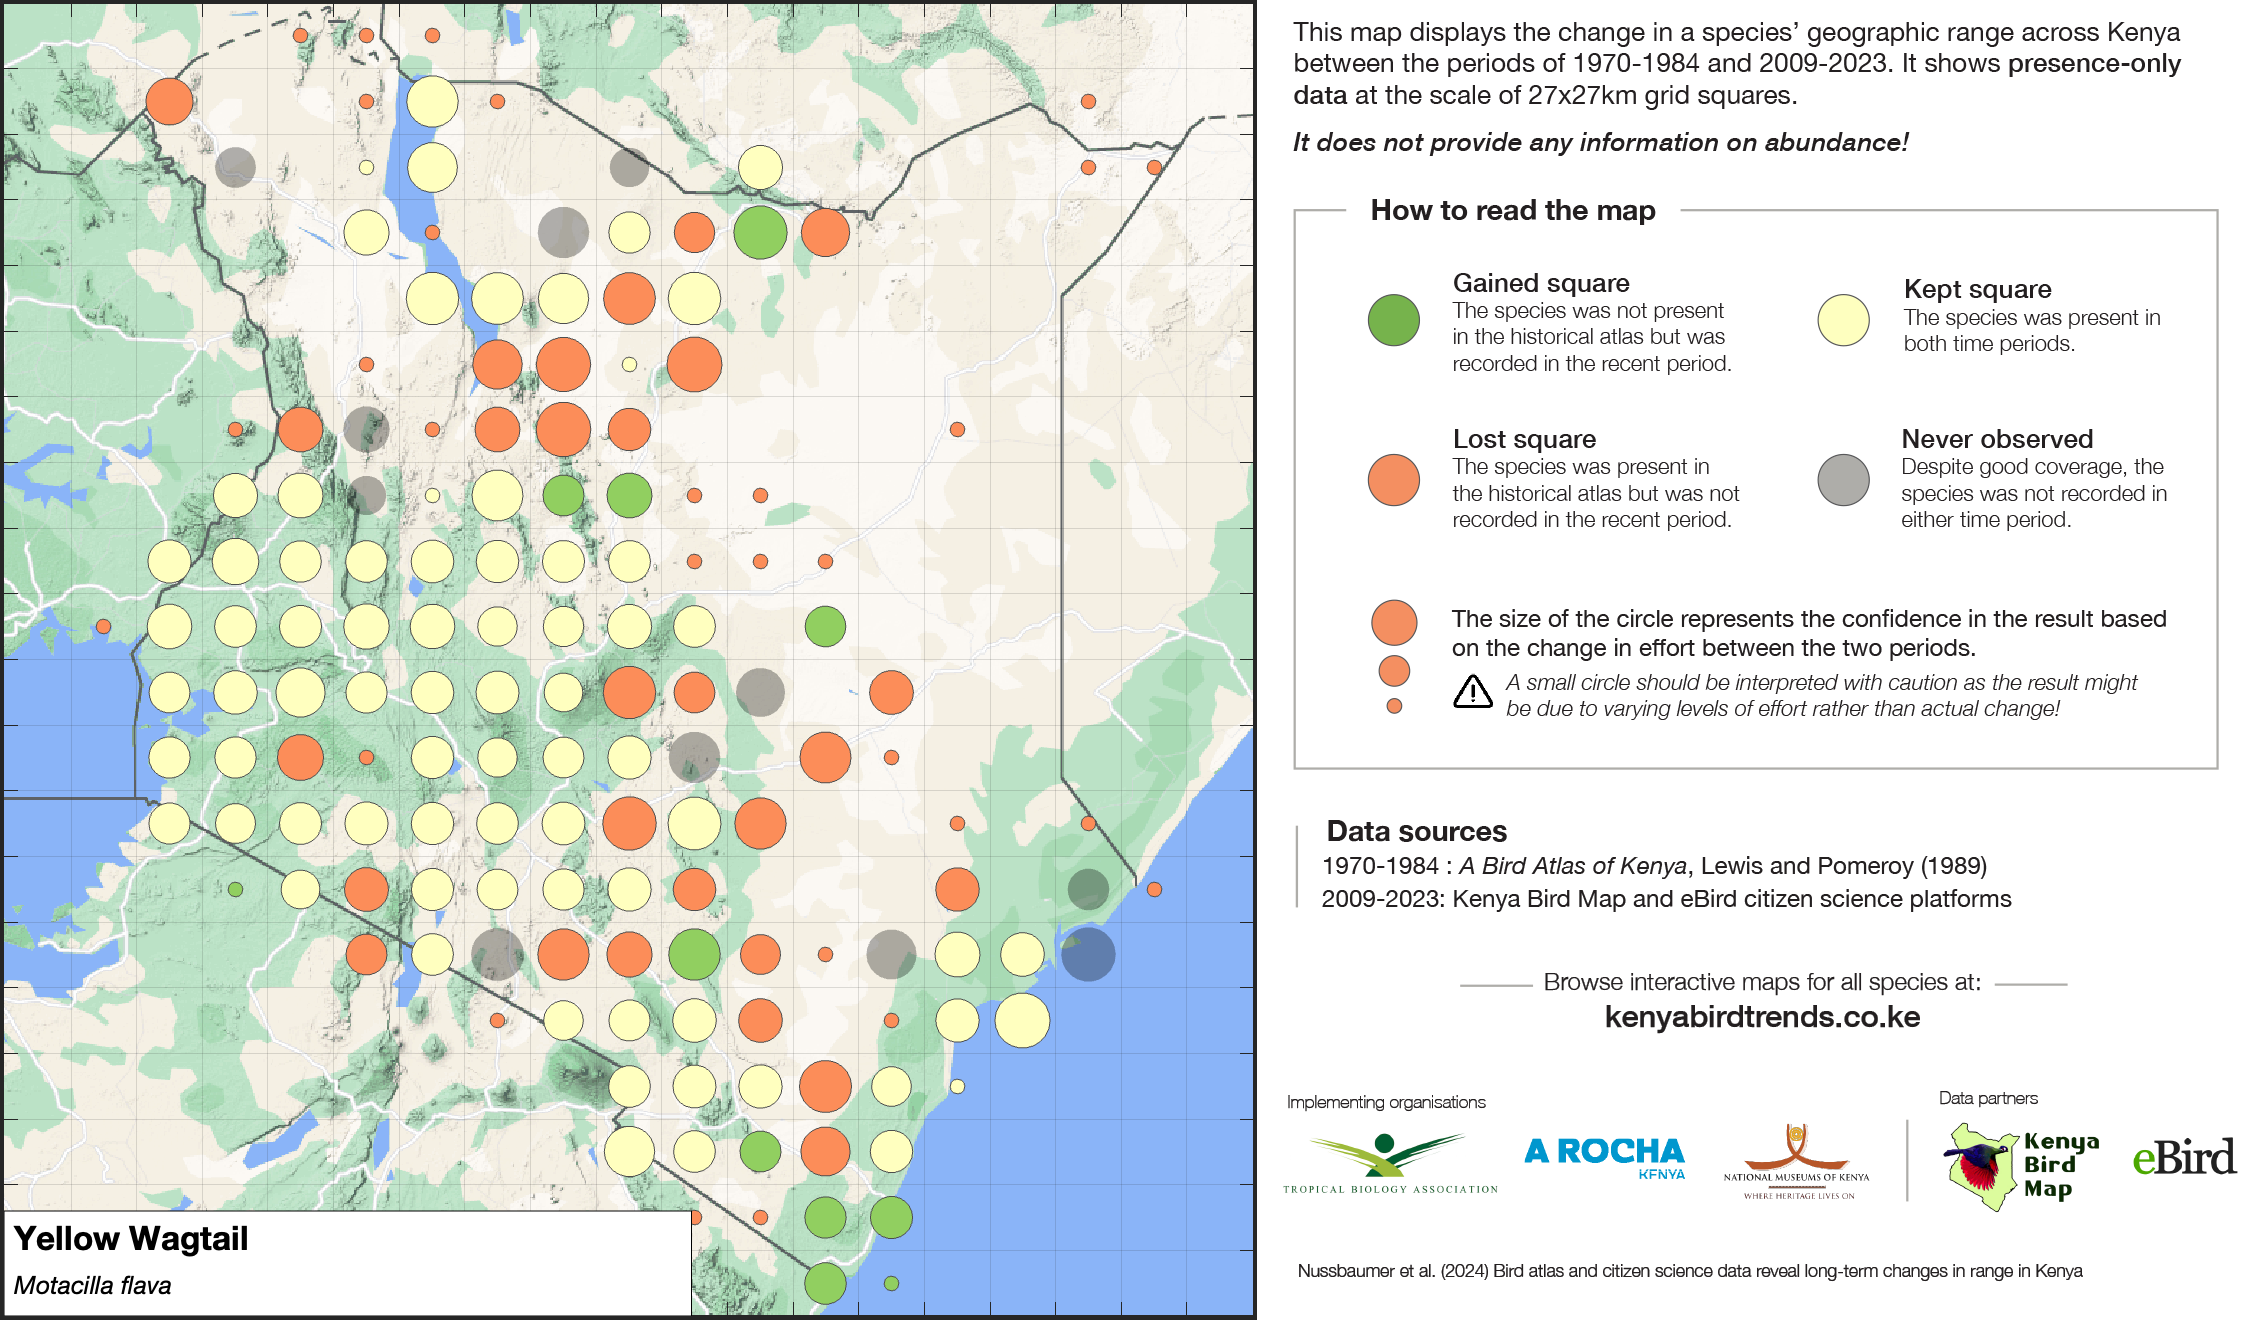 This map displays the change in a species’ geographic range across Kenya
between the periods of 1970-1984 and 2009-2023. It shows presence-only
data at the scale of 27x27km grid squares.
It does not provide any information on abundance!
How to read the map
Gained square
The species was not present
in the historical atlas but was
recorded in the recent period.
Kept square
The species was present in
both time periods.
Lost square
The species was present in
the historical atlas but was not
recorded in the recent period.
Never observed
Despite good coverage, the
species was not recorded in
either time period.
The size of the circle represents the confidence in the result based
on the change in effort between the two periods.
A small circle should be interpreted with caution as the result might
be due to varying levels of effort rather than actual change!
Data sources
1970-1984 : A Bird Atlas of Kenya, Lewis and Pomeroy (1989)
2009-2023: Kenya Bird Map and eBird citizen science platforms
Browse interactive maps for all species at:
kenyabirdtrends.co.ke
Implementing organisations
Data partners
TROPICAL BIOLOGY ASSOCIATION
A ROCHA
KENYA
NATIONAL MUSEUMS OF KENYA
WHERE HERITAGE LIVES ON
Kenya
Bird
Map
eBird
Nussbaumer et al. (2024) Bird atlas and citizen science data reveal long-term changes in range in Kenya
Yellow Wagtail
Motacilla flava